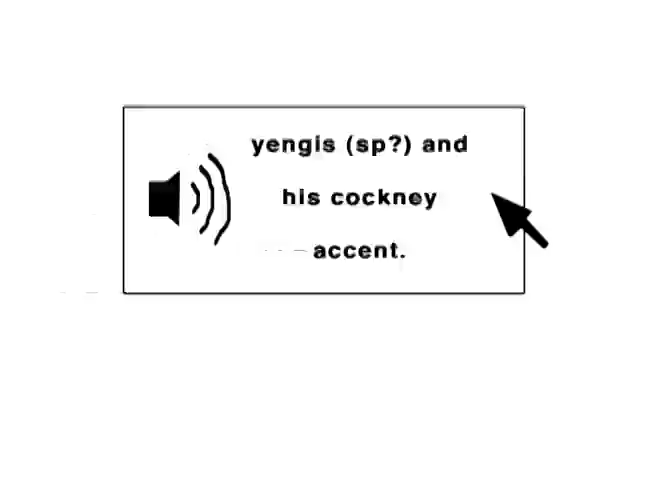 yengis (sp?) and
his cockney
accent.